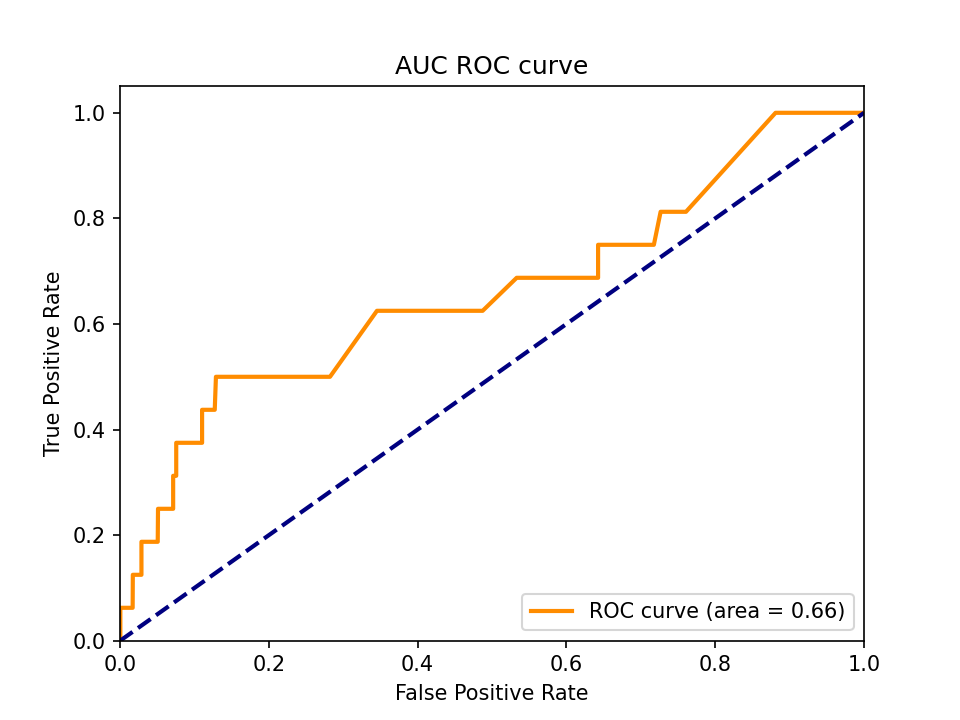 AUC ROC curve
True Positive Rate
1.0
0.8
0.6
0.4
0.2
0.0
ROC curve (area = 0.66)
0.0 0.2 0.4 0.6 0.8 1.0
False Positive Rate